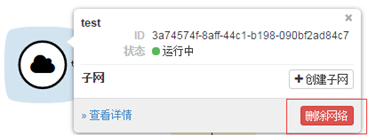 test
ID 3a74574f-8aff-44c1-b198-090bf2ad84c7
状态 运行中
子网 +创建子网
» 查看详情 删除网络